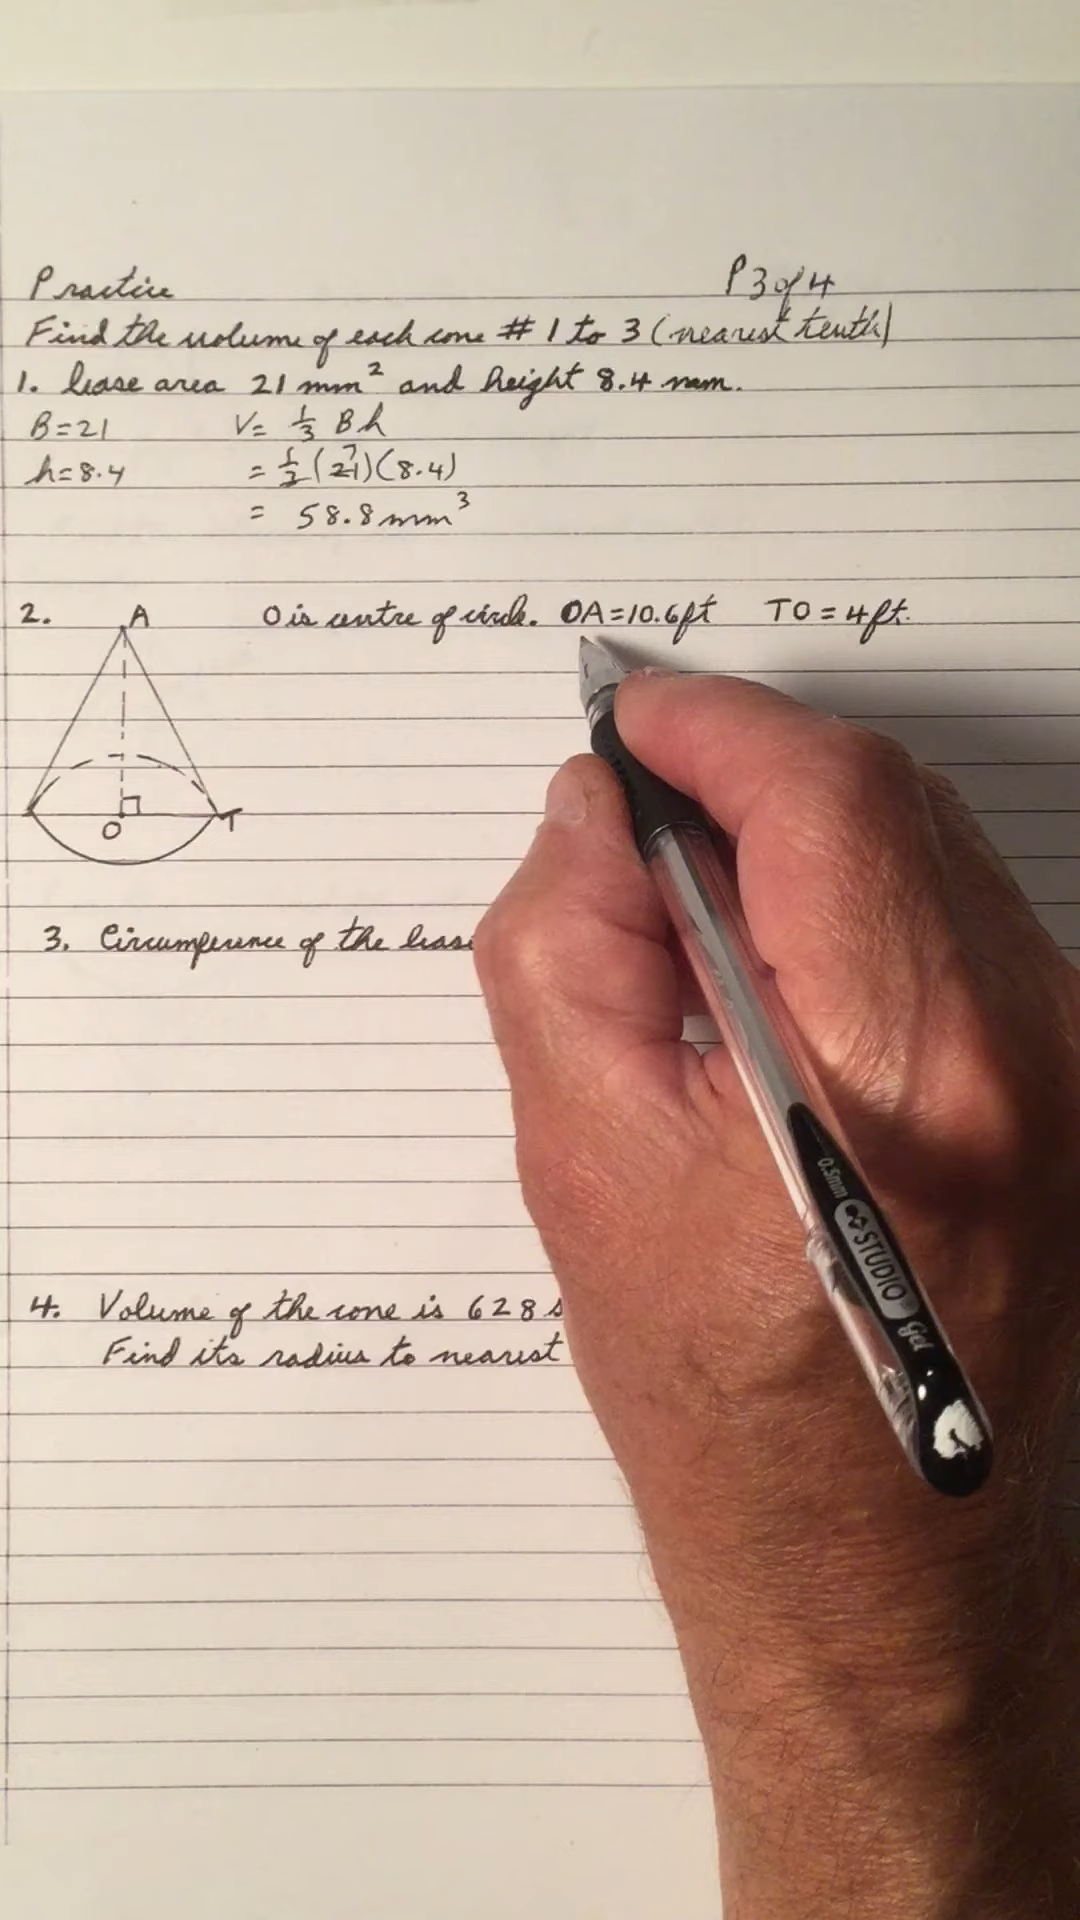 Practice P 3 of 4
Find the volume of each cone # 1 to 3 (nearest tenth)
1. base area 21 mm² and height 8.4 mm.
B=21 V= 1/3 B h
h=8.4 = 1/3 (21)(8.4) 7
= 58.8 mm³
2. A O is centre of circle. OA=10.6ft TO = 4ft.
O T
3. Circumference of the base
4. Volume of the cone is 628
Find its radius to nearest
0.5mm STUDIO Gel